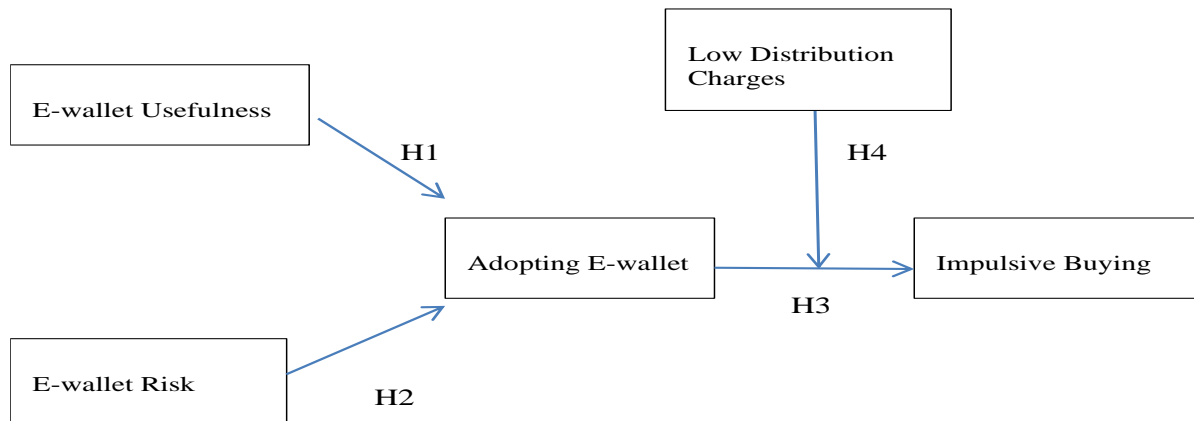 Low Distribution
Charges
E-wallet Usefulness
H1
H4
Adopting E-wallet
Impulsive Buying
H3
E-wallet Risk
H2